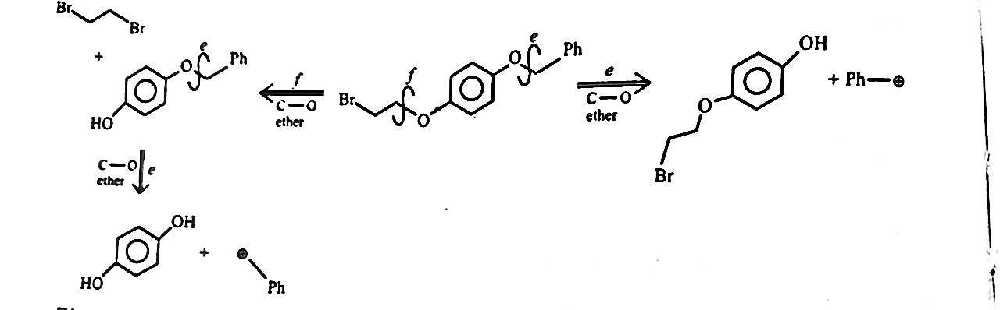 Br
Br
+
e
O
Ph
HO
f
C—O
ether
f
Br
O
e
O
Ph
e
C—O
ether
OH
O
Br
+ Ph—⊕
C—O e
ether
OH
HO
+
⊕
Ph